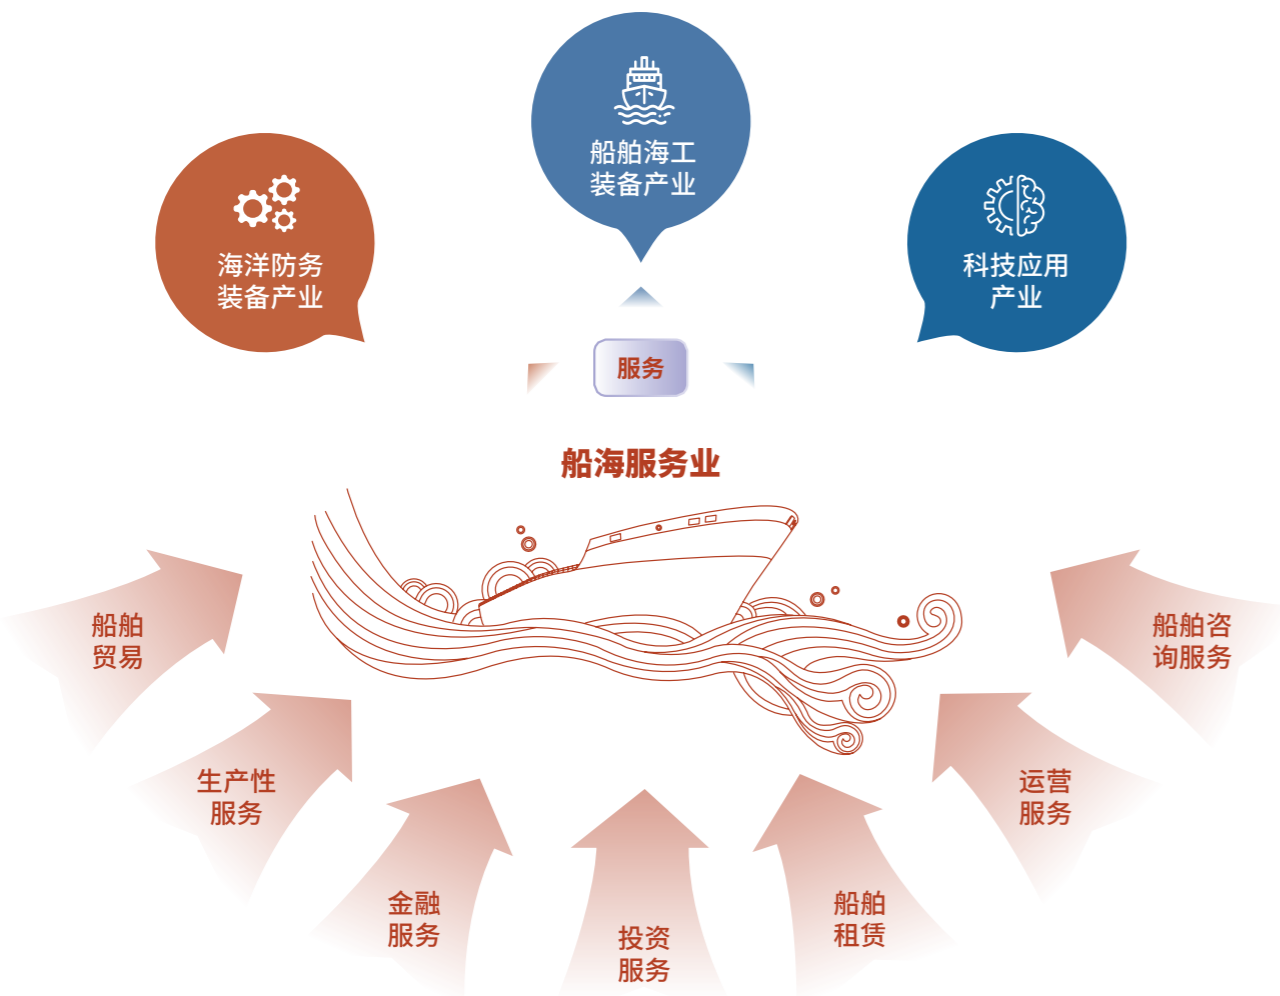 船舶海工
装备产业
海洋防务
装备产业
科技应用
产业
服务
船海服务业
船舶
贸易
生产性
服务
金融
服务
投资
服务
船舶
租赁
运营
服务
船舶咨
询服务